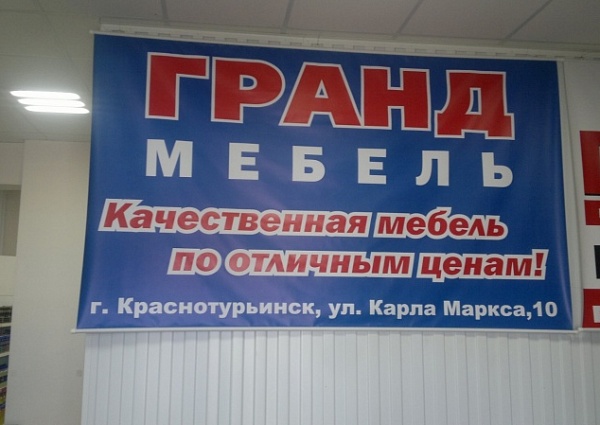 ГРАНД
МЕБЕЛЬ
Качественная мебель
по отличным ценам!
г. Краснотурьинск, ул. Карла Маркса,10